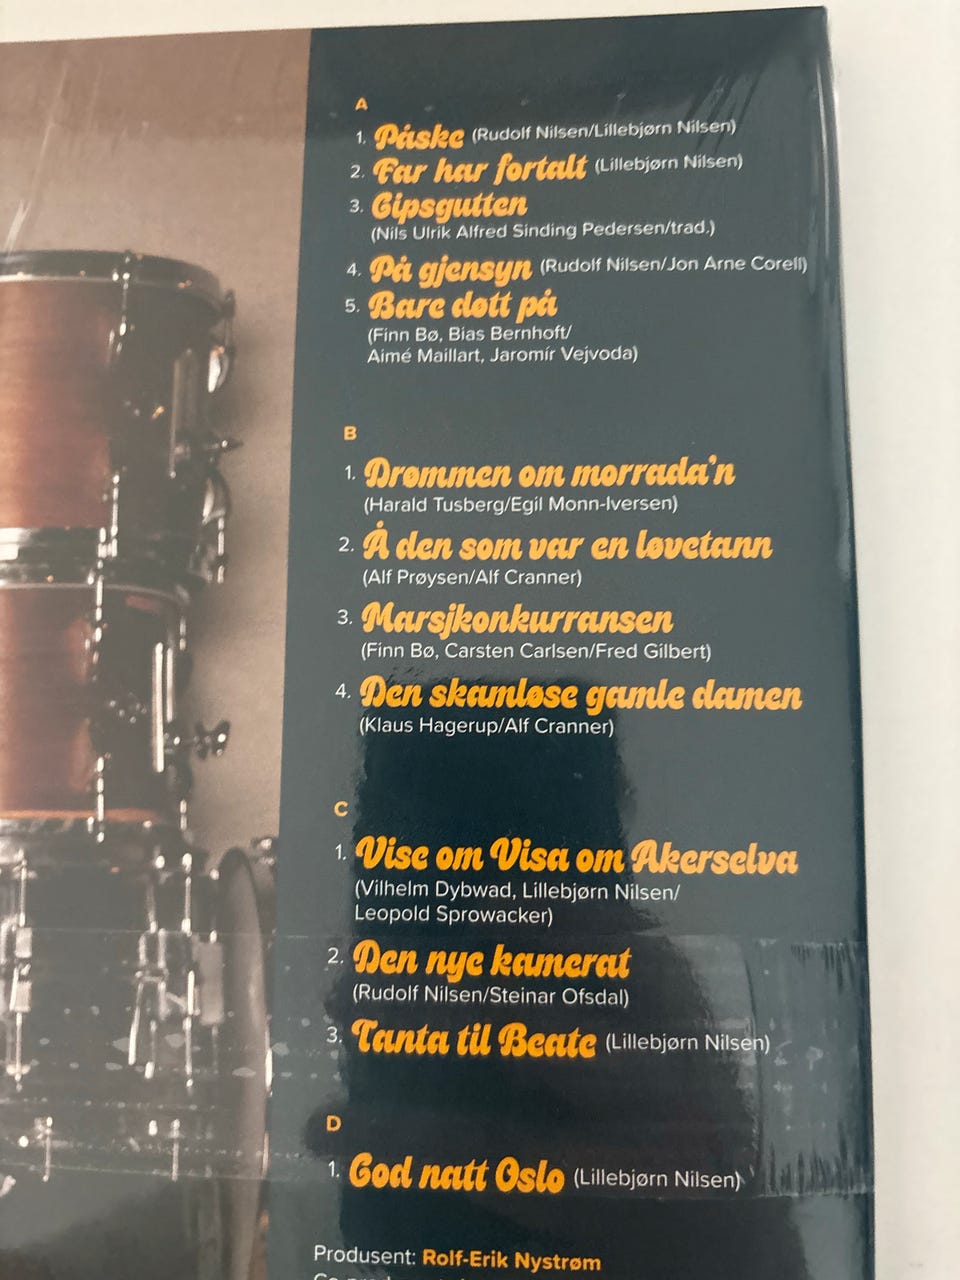 A
1. Påske (Rudolf Nilsen/Lillebjørn Nilsen)
2. Far har fortalt (Lillebjørn Nilsen)
3. Gipsgutten
(Nils Ulrik Alfred Sinding Pedersen/trad.)
4. På gjensyn (Rudolf Nilsen/Jon Arne Corell)
5. Bare døtt på
(Finn Bø, Bias Bernhoft/
Aimé Maillart, Jaromír Vejvoda)
B
1. Drømmen om morrada'n
(Harald Tusberg/Egil Monn-Iversen)
2. Å den som var en løvetann
(Alf Prøysen/Alf Cranner)
3. Marsjkonkurransen
(Finn Bø, Carsten Carlsen/Fred Gilbert)
4. Den skamløse gamle damen
(Klaus Hagerup/Alf Cranner)
C
1. Vise om Visa om Akerselva
(Vilhelm Dybwad, Lillebjørn Nilsen/
Leopold Sprowacker)
2. Den nye kamerat
(Rudolf Nilsen/Steinar Ofsdal)
3. Tanta til Beate (Lillebjørn Nilsen)
D
1. God natt Oslo (Lillebjørn Nilsen)
Produsent: Rolf-Erik Nystrøm